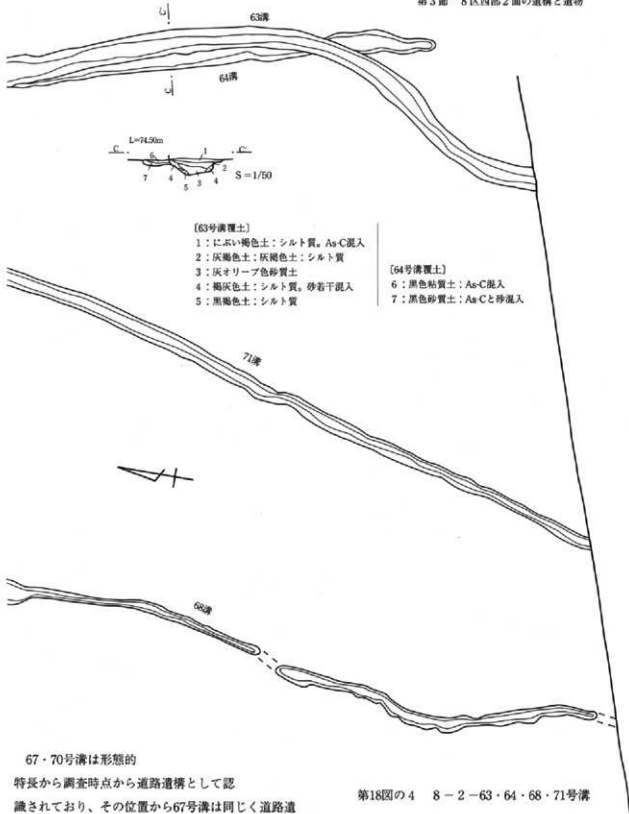 第3節 8区西部2面の遺構と遺物
C'
63溝
64溝
C
L=74.50m
C C'
6 1
7 4 5 3 4 2
S=1/50
[63号溝覆土]
1：にぶい褐色土：シルト質。As-C混入
2：灰褐色土：灰褐色土：シルト質
3：灰オリーブ色砂質土
4：褐灰色土：シルト質。砂若干混入
5：黒褐色土：シルト質
[64号溝覆土]
6：黒色粘質土：As-C混入
7：黒色砂質土：As-Cと砂混入
71溝
68溝
67・70号溝は形態的
特長から調査時点から道路遺構として認
識されており、その位置から67号溝は同じく道路遺
第18図の4 8－2－63・64・68・71号溝